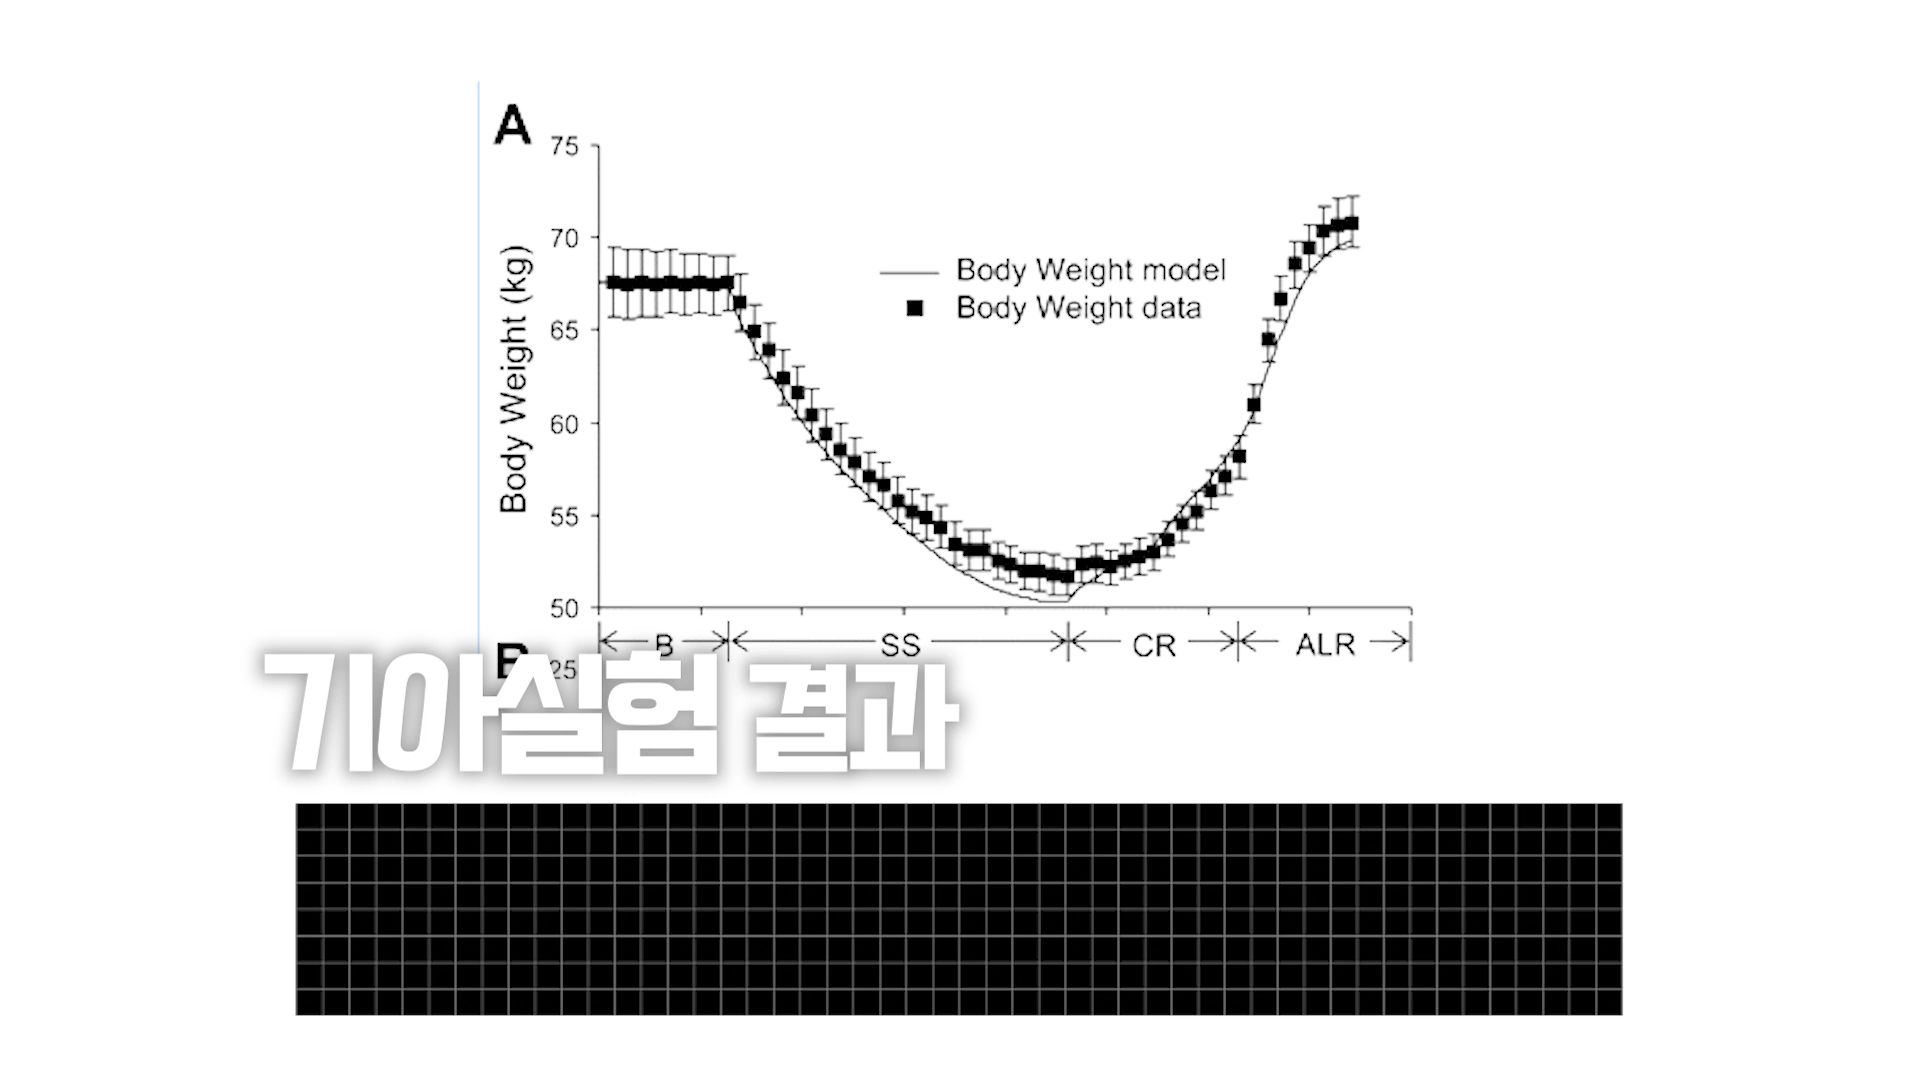 A
75
70
65
60
55
50
Body Weight (kg)
Body Weight model
Body Weight data
B SS CR ALR
B
25
기아실험 결과